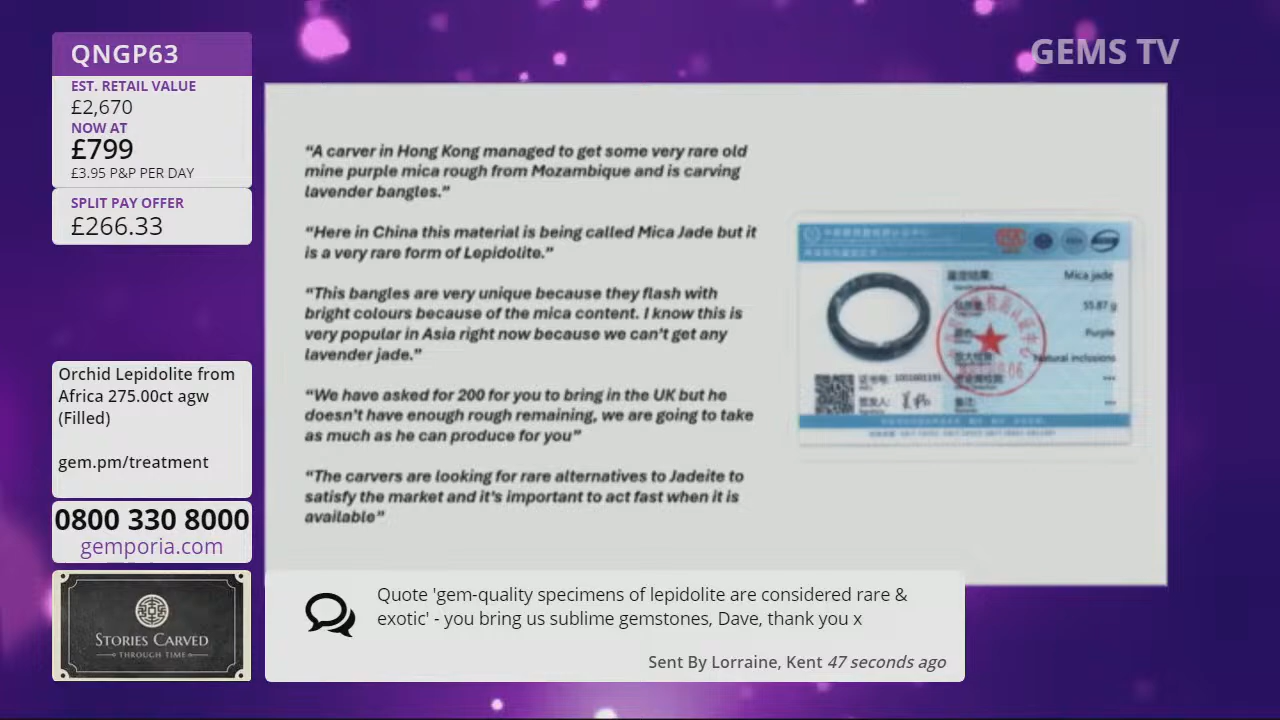 QNGP63
EST. RETAIL VALUE
£2,670
NOW AT
£799
£3.95 P&P PER DAY
SPLIT PAY OFFER
£266.33
Orchid Lepidolite from
Africa 275.00ct agw
(Filled)
gem.pm/treatment
0800 330 8000
gemporia.com
STORIES CARVED
THROUGH TIME
GEMS TV
“A carver in Hong Kong managed to get some very rare old
mine purple mica rough from Mozambique and is carving
lavender bangles.”
“Here in China this material is being called Mica Jade but it
is a very rare form of Lepidolite.”
“This bangles are very unique because they flash with
bright colours because of the mica content. I know this is
very popular in Asia right now because we can’t get any
lavender jade.”
“We have asked for 200 for you to bring in the UK but he
doesn’t have enough rough remaining, we are going to take
as much as he can produce for you”
“The carvers are looking for rare alternatives to Jadeite to
satisfy the market and it’s important to act fast when it is
available”
Mica jade
55.87 g
Purple
Natural inclusions
Quote 'gem-quality specimens of lepidolite are considered rare &
exotic' - you bring us sublime gemstones, Dave, thank you x
Sent By Lorraine, Kent 47 seconds ago